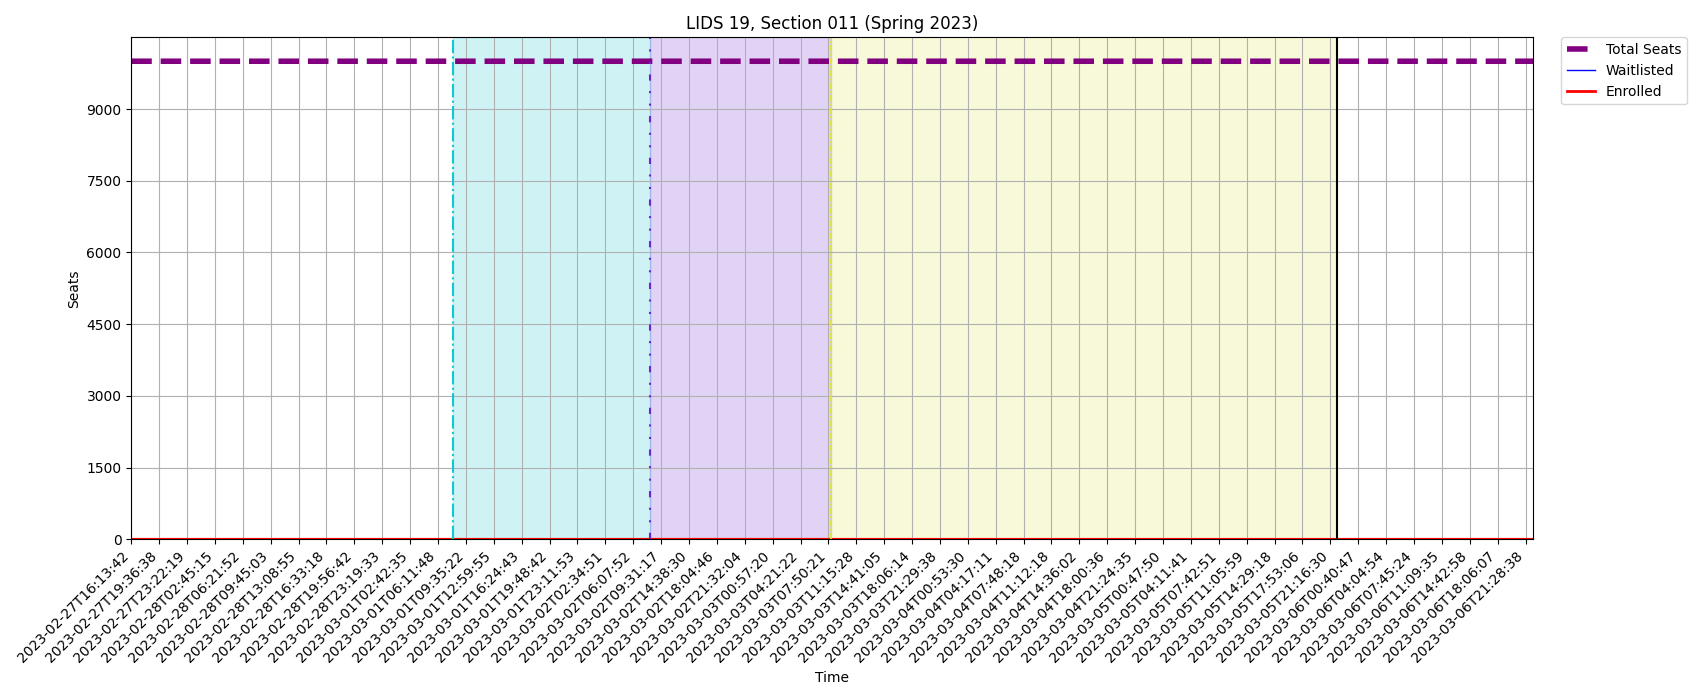 LIDS 19, Section 011 (Spring 2023)
Total Seats
Waitlisted
Enrolled
Seats
9000
7500
6000
4500
3000
1500
0
2023-02-27T16:13:42
2023-02-27T19:36:38
2023-02-27T23:22:19
2023-02-28T02:45:15
2023-02-28T06:21:52
2023-02-28T09:45:03
2023-02-28T13:08:55
2023-02-28T16:33:18
2023-02-28T19:56:42
2023-02-28T23:19:33
2023-03-01T02:42:35
2023-03-01T06:11:48
2023-03-01T09:35:22
2023-03-01T12:59:55
2023-03-01T16:24:43
2023-03-01T19:48:42
2023-03-01T23:11:53
2023-03-02T02:34:51
2023-03-02T06:07:52
2023-03-02T09:31:17
2023-03-02T14:38:30
2023-03-02T18:04:46
2023-03-02T21:32:04
2023-03-03T00:57:20
2023-03-03T04:21:22
2023-03-03T07:50:21
2023-03-03T11:15:28
2023-03-03T14:41:05
2023-03-03T18:06:14
2023-03-03T21:29:38
2023-03-04T00:53:30
2023-03-04T04:17:11
2023-03-04T07:48:18
2023-03-04T11:12:18
2023-03-04T14:36:02
2023-03-04T18:00:36
2023-03-04T21:24:35
2023-03-05T00:47:50
2023-03-05T04:11:41
2023-03-05T07:42:51
2023-03-05T11:05:59
2023-03-05T14:29:18
2023-03-05T17:53:06
2023-03-05T21:16:30
2023-03-06T00:40:47
2023-03-06T04:04:54
2023-03-06T07:45:24
2023-03-06T11:09:35
2023-03-06T14:42:58
2023-03-06T18:06:07
2023-03-06T21:28:38
Time